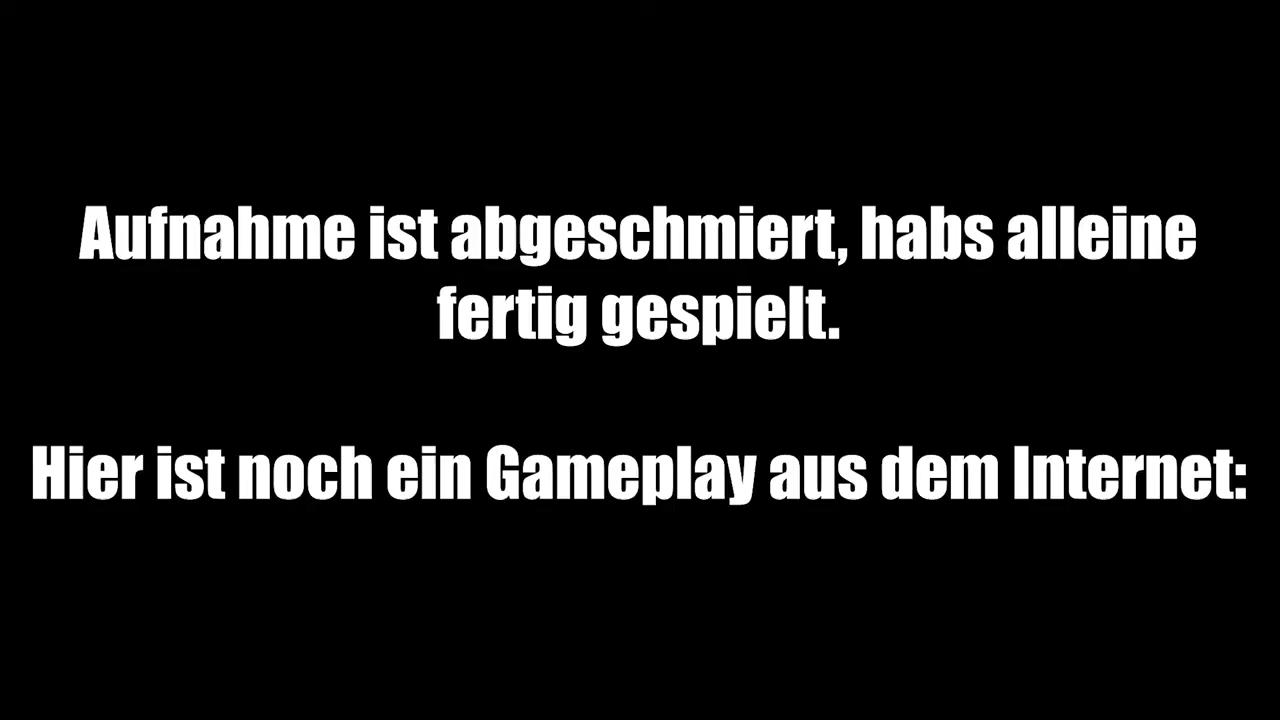 Aufnahme ist abgeschmiert, habs alleine
fertig gespielt.
Hier ist noch ein Gameplay aus dem Internet: